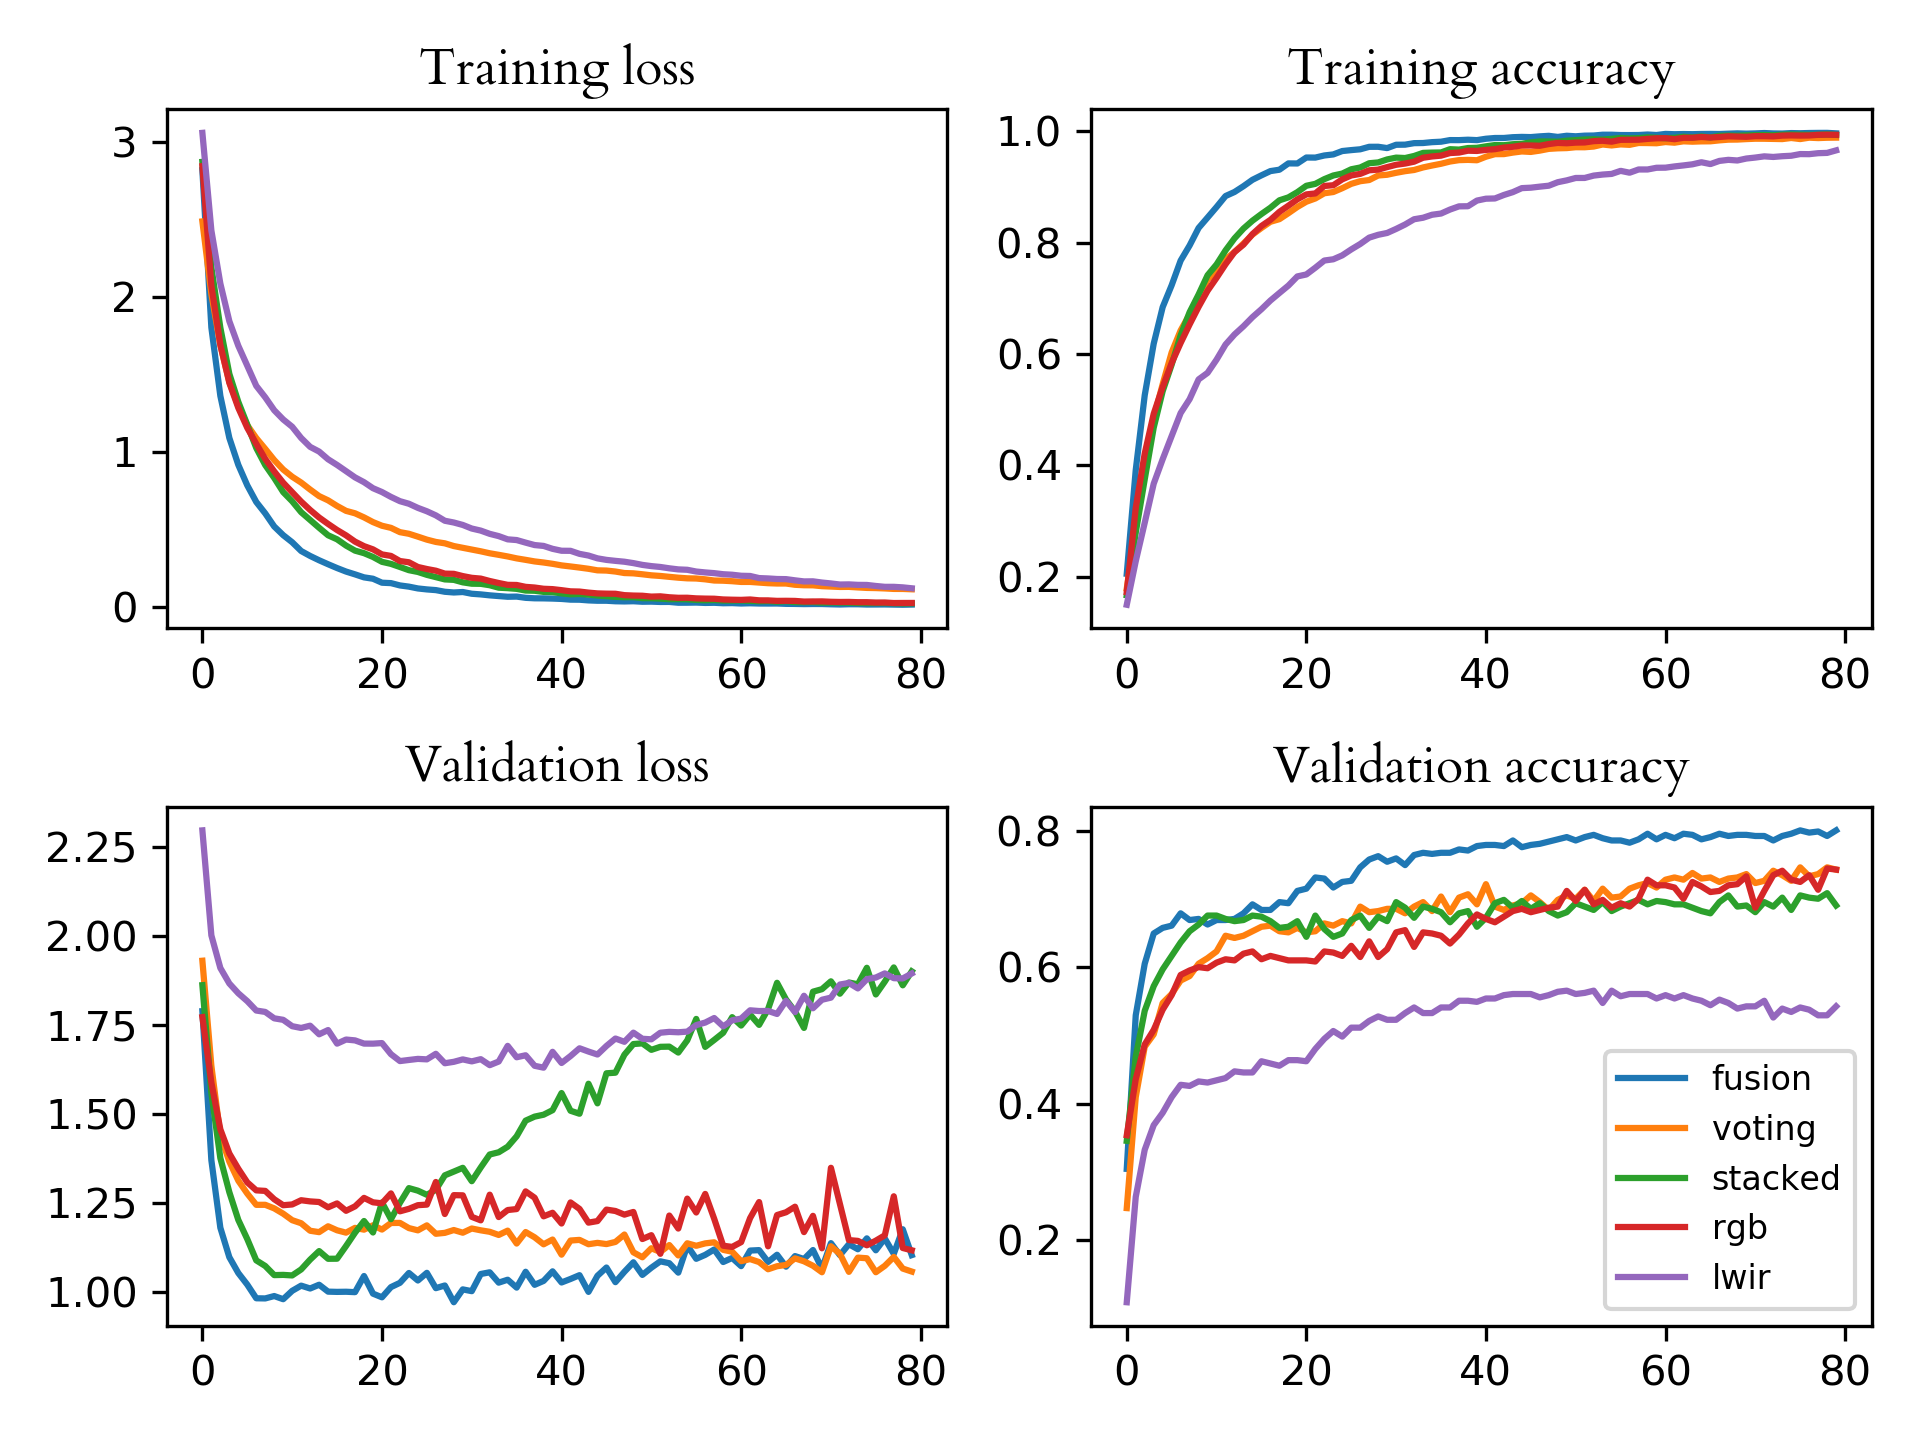 Training loss
3
2
1
0
0 20 40 60 80
Training accuracy
1.0
0.8
0.6
0.4
0.2
0 20 40 60 80
Validation loss
2.25
2.00
1.75
1.50
1.25
1.00
0 20 40 60 80
Validation accuracy
0.8
0.6
0.4
0.2
0 20 40 60 80
fusion
voting
stacked
rgb
lwir